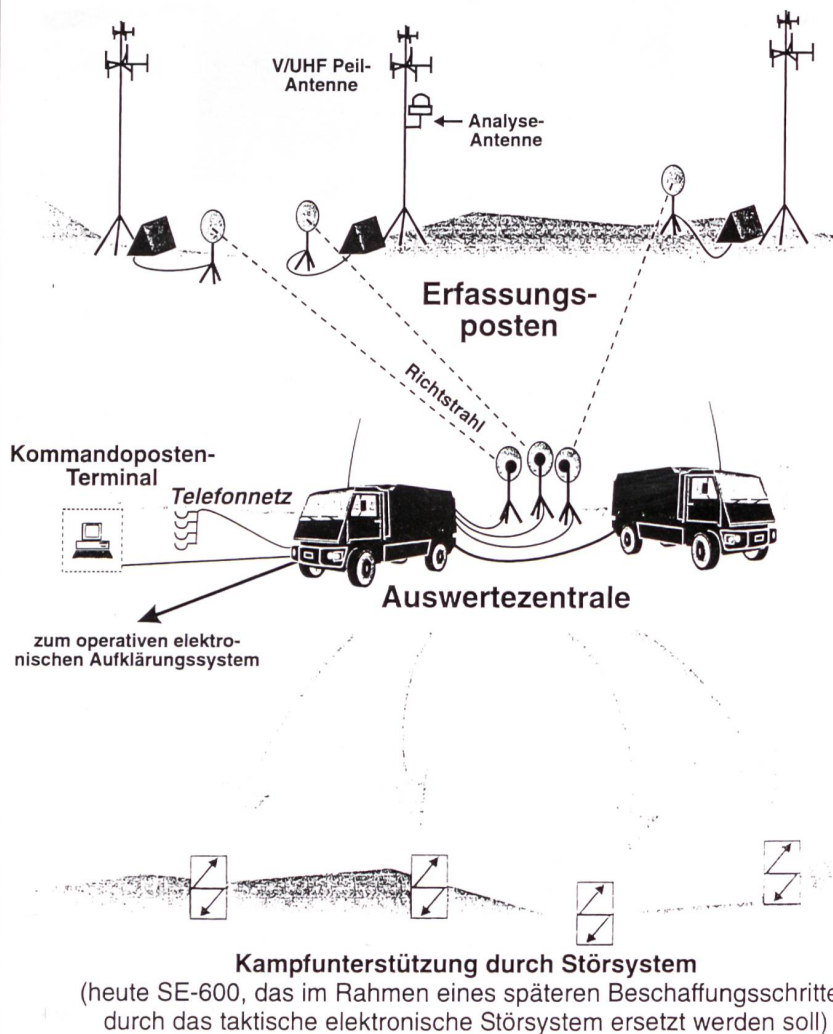 V/UHF Peil-
Antenne
Analyse-
Antenne
Erfassungs-
posten
Richtstrahl
Kommandoposten-
Terminal
Telefonnetz
Auswertezentrale
zum operativen elektro-
nischen Aufklärungssystem
Kampfunterstützung durch Störsystem
(heute SE-600, das im Rahmen eines späteren Beschaffungsschrittes
durch das taktische elektronische Störsystem ersetzt werden soll)